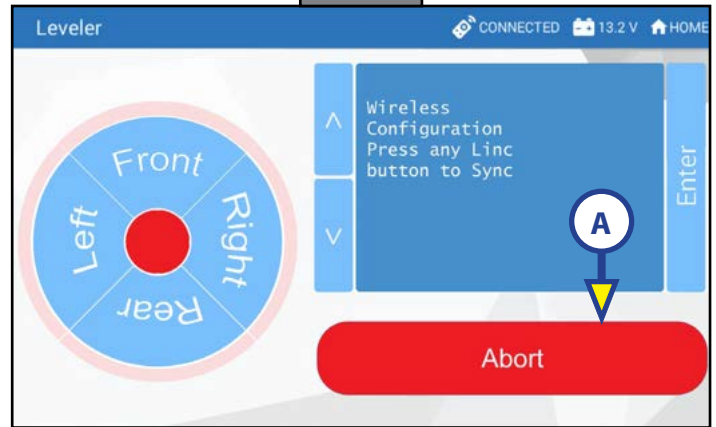 Leveler
CONNECTED 13.2 V HOME
Front
Left
Right
Rear
Wireless
Configuration
Press any Linc
button to Sync
Enter
A
Abort